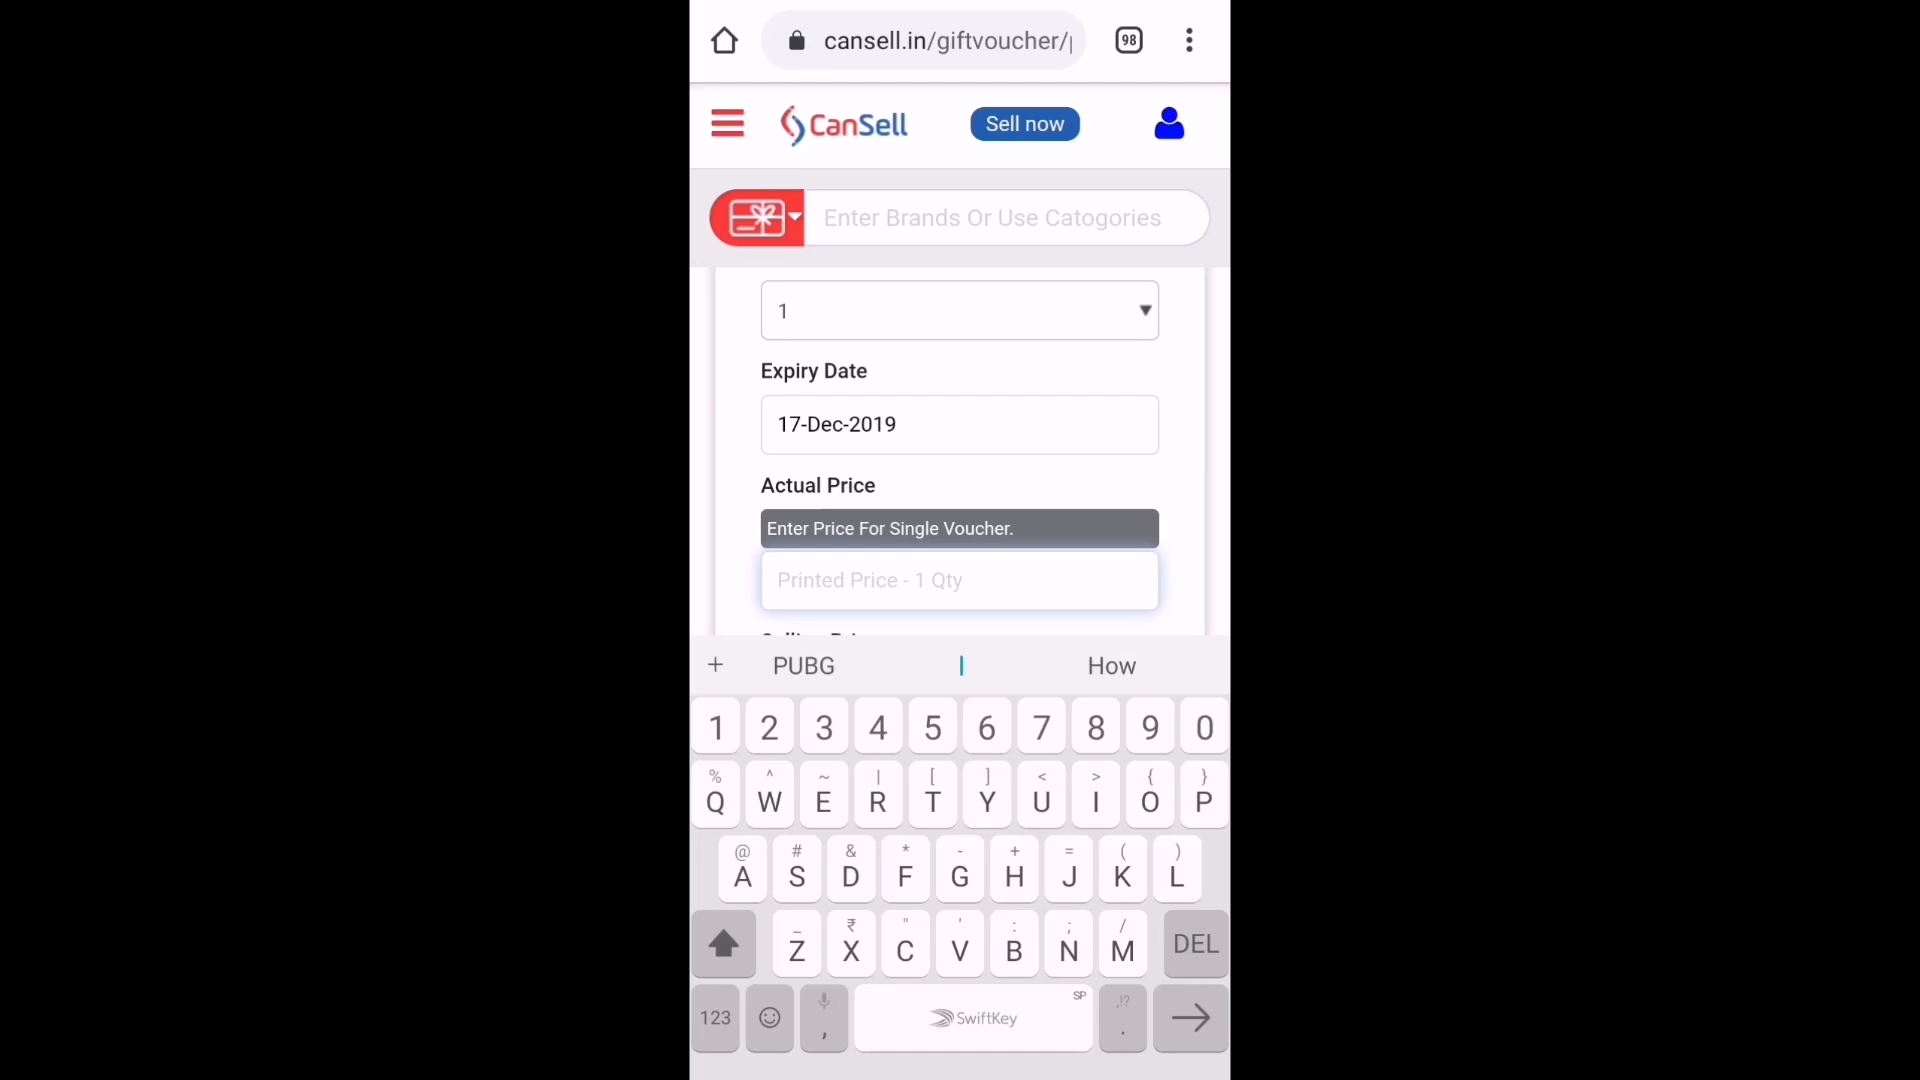 cansell.in/giftvoucher/
98
CanSell
Sell now
Enter Brands Or Use Catogories
1
Expiry Date
17-Dec-2019
Actual Price
Enter Price For Single Voucher.
Printed Price - 1 Qty
+ PUBG How
1 2 3 4 5 6 7 8 9 0
% ^ ~ | [ ] < > { }
Q W E R T Y U I O P
@ # & * - + = ( )
A S D F G H J K L
_ ₹ " ' : ; /
Z X C V B N M DEL
SP ,!?
123 , SwiftKey .